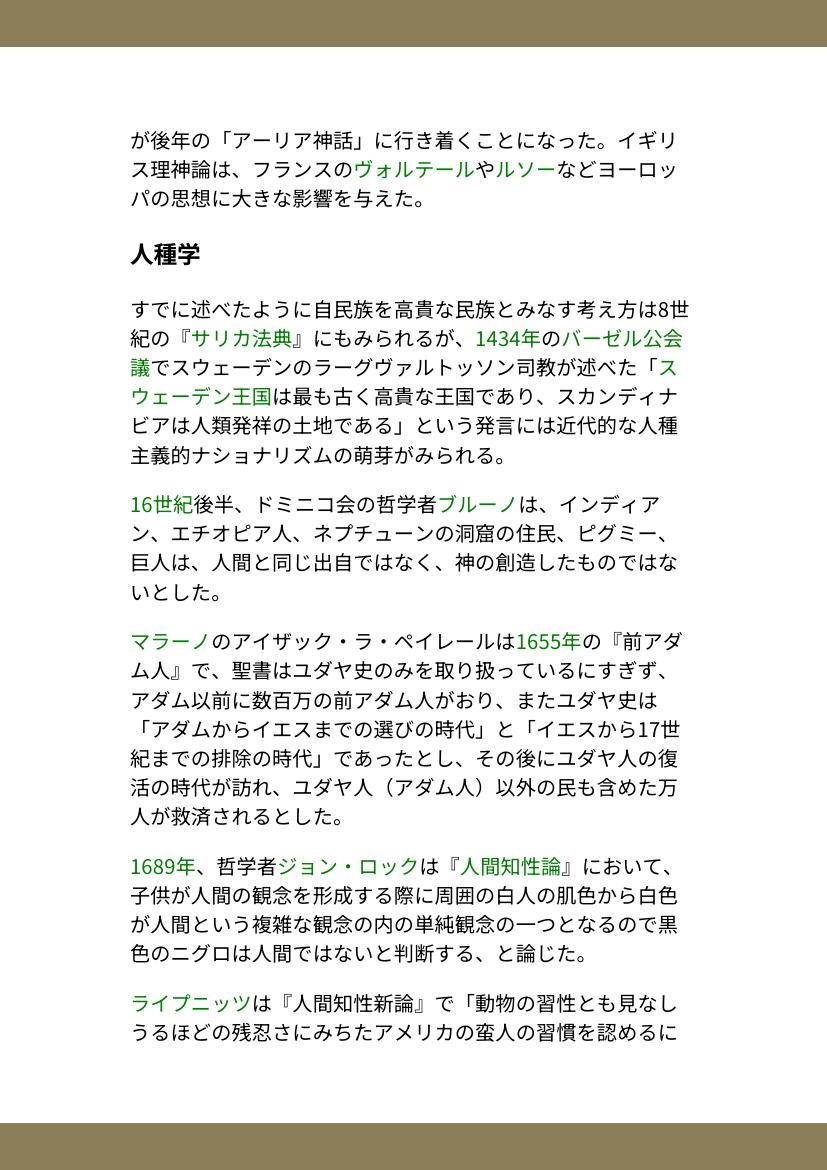 が後年の「アーリア神話」に行き着くことになった。イギリ
ス理神論は、フランスのヴォルテールやルソーなどヨーロッ
パの思想に大きな影響を与えた。
人種学
すでに述べたように自民族を高貴な民族とみなす考え方は8世
紀の『サリカ法典』にもみられるが、1434年のバーゼル公会
議でスウェーデンのラーグヴァルトッソン司教が述べた「ス
ウェーデン王国は最も古く高貴な王国であり、スカンディナ
ビアは人類発祥の土地である」という発言には近代的な人種
主義的ナショナリズムの萌芽がみられる。
16世紀後半、ドミニコ会の哲学者ブルーノは、インディア
ン、エチオピア人、ネプチューンの洞窟の住民、ピグミー、
巨人は、人間と同じ出自ではなく、神の創造したものではな
いとした。
マラーノのアイザック・ラ・ペイレールは1655年の『前アダ
ム人』で、聖書はユダヤ史のみを取り扱っているにすぎず、
アダム以前に数百万の前アダム人がおり、またユダヤ史は
「アダムからイエスまでの選びの時代」と「イエスから17世
紀までの排除の時代」であったとし、その後にユダヤ人の復
活の時代が訪れ、ユダヤ人（アダム人）以外の民も含めた万
人が救済されるとした。
1689年、哲学者ジョン・ロックは『人間知性論』において、
子供が人間の観念を形成する際に周囲の白人の肌色から白色
が人間という複雑な観念の内の単純観念の一つとなるので黒
色のニグロは人間ではないと判断する、と論じた。
ライプニッツは『人間知性新論』で「動物の習性とも見なし
うるほどの残忍さにみちたアメリカの蛮人の習慣を認めるに